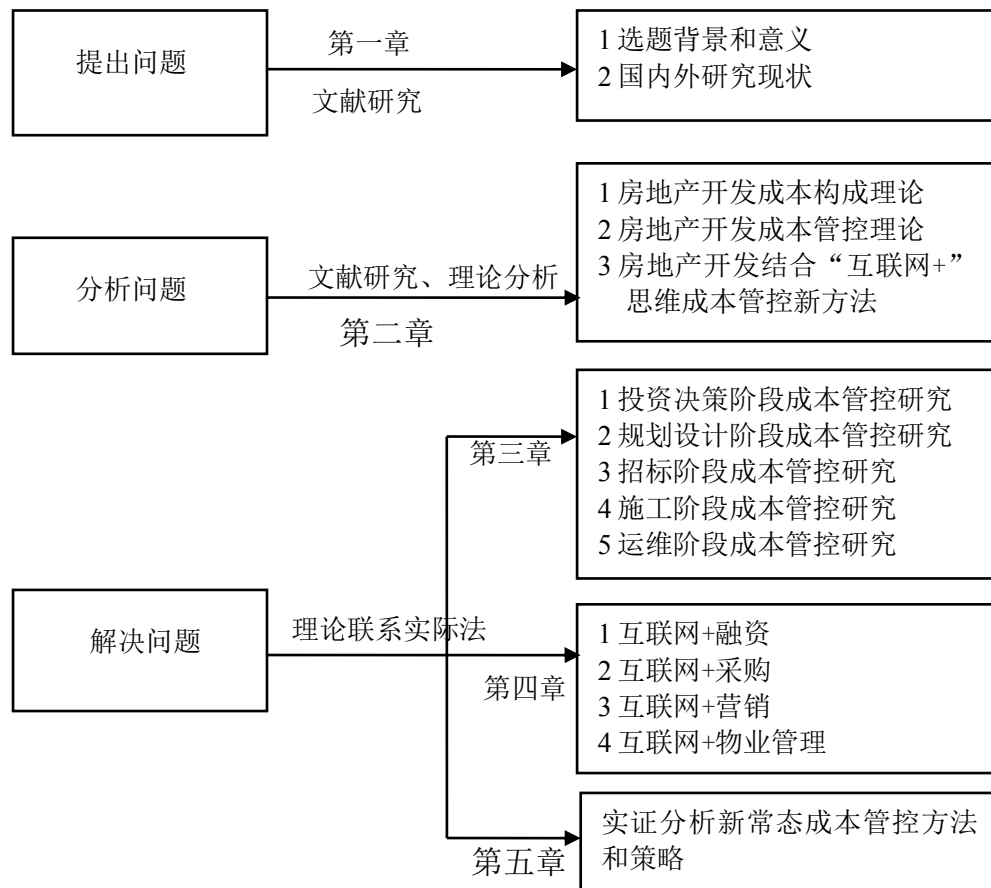 提出问题
第一章
文献研究
1 选题背景和意义
2 国内外研究现状
分析问题
文献研究、理论分析
第二章
1 房地产开发成本构成理论
2 房地产开发成本管控理论
3 房地产开发结合“互联网+”
思维成本管控新方法
解决问题
理论联系实际法
第三章
1 投资决策阶段成本管控研究
2 规划设计阶段成本管控研究
3 招标阶段成本管控研究
4 施工阶段成本管控研究
5 运维阶段成本管控研究
第四章
1 互联网+融资
2 互联网+采购
3 互联网+营销
4 互联网+物业管理
第五章
实证分析新常态成本管控方法
和策略